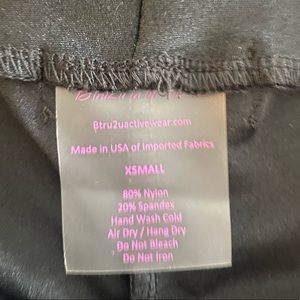 Btru2uactivewear.com
Made in USA of Imported Fabrics
XSMALL
80% Nylon
20% Spandex
Hand Wash Cold
Air Dry / Hang Dry
Do Not Bleach
Do Not Iron